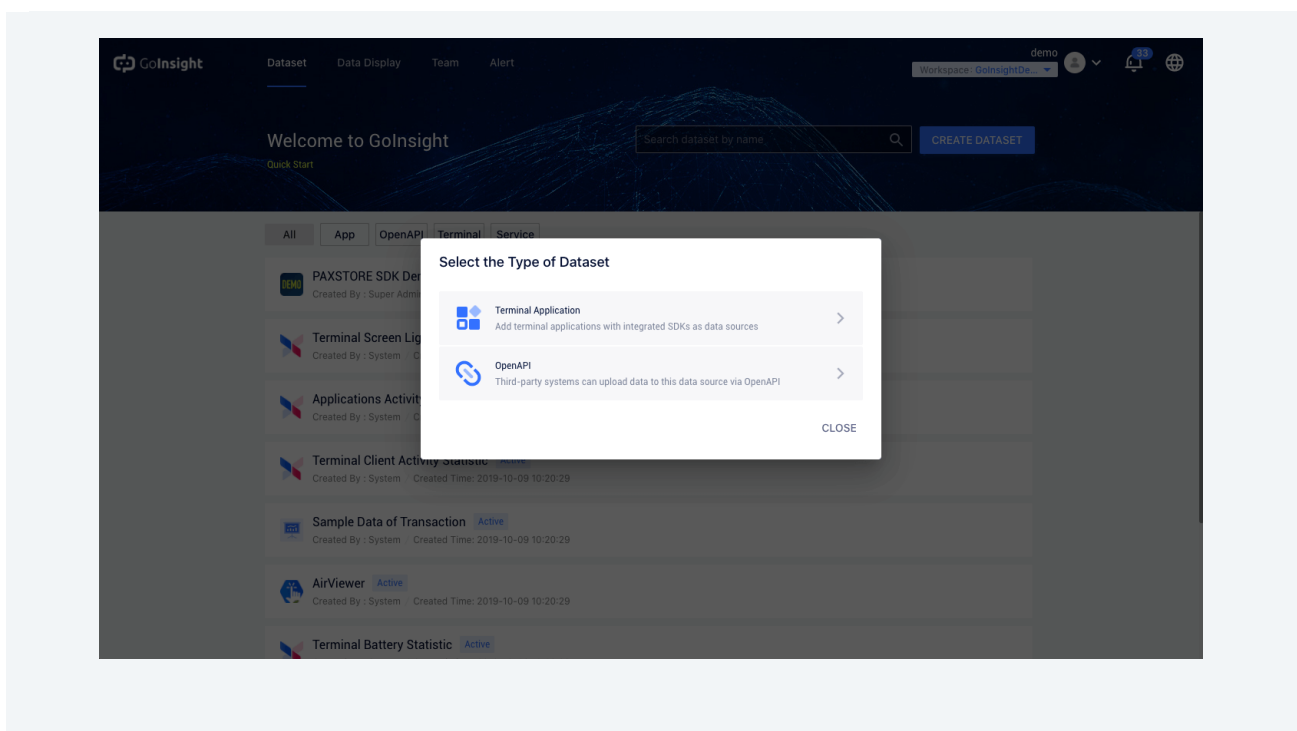 GoInsight
Dataset Data Display Team Alert
demo
Workspace: GoInsightDe...
33
Welcome to GoInsight
Quick Start
Search dataset by name
CREATE DATASET
All App OpenAPI Terminal Service
Select the Type of Dataset
Terminal Application
Add terminal applications with integrated SDKs as data sources
OpenAPI
Third-party systems can upload data to this data source via OpenAPI
CLOSE
DEMO
PAXSTORE SDK De
Created By : Super Admi
Terminal Screen Lig
Created By : System C
Applications Activit
Created By : System C
Terminal Client Activity Statistic Active
Created By : System Created Time: 2019-10-09 10:20:29
Sample Data of Transaction Active
Created By : System Created Time: 2019-10-09 10:20:29
AirViewer Active
Created By : System Created Time: 2019-10-09 10:20:29
Terminal Battery Statistic Active